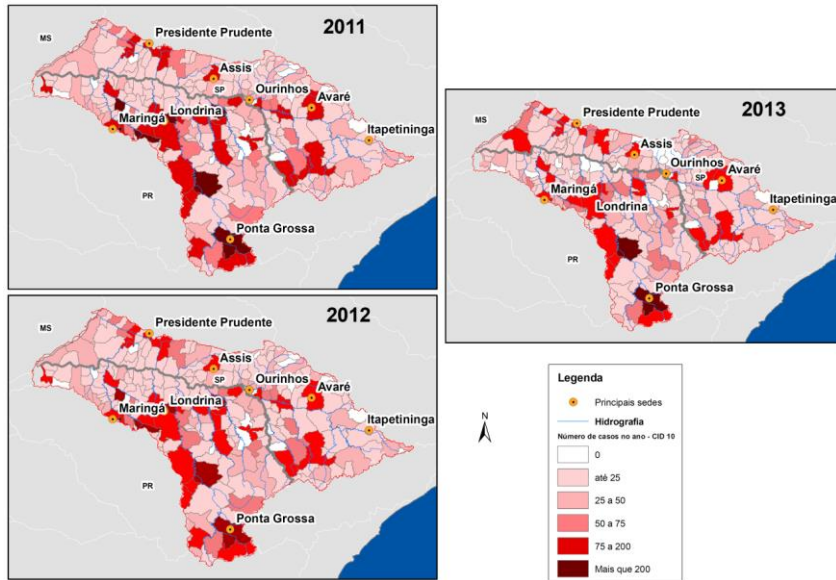 2011
MS
Presidente Prudente
Assis
SP
Ourinhos
Avaré
Londrina
Maringá
Itapetininga
PR
Ponta Grossa
2013
MS
Presidente Prudente
Assis
Ourinhos
SP
Avaré
Maringá
Londrina
Itapetininga
PR
Ponta Grossa
2012
MS
Presidente Prudente
Assis
SP
Ourinhos
Avaré
Londrina
Maringá
Itapetininga
PR
Ponta Grossa
N
Legenda
Principais sedes
Hidrografia
Número de casos no ano - CID 10
0
até 25
25 a 50
50 a 75
75 a 200
Mais que 200